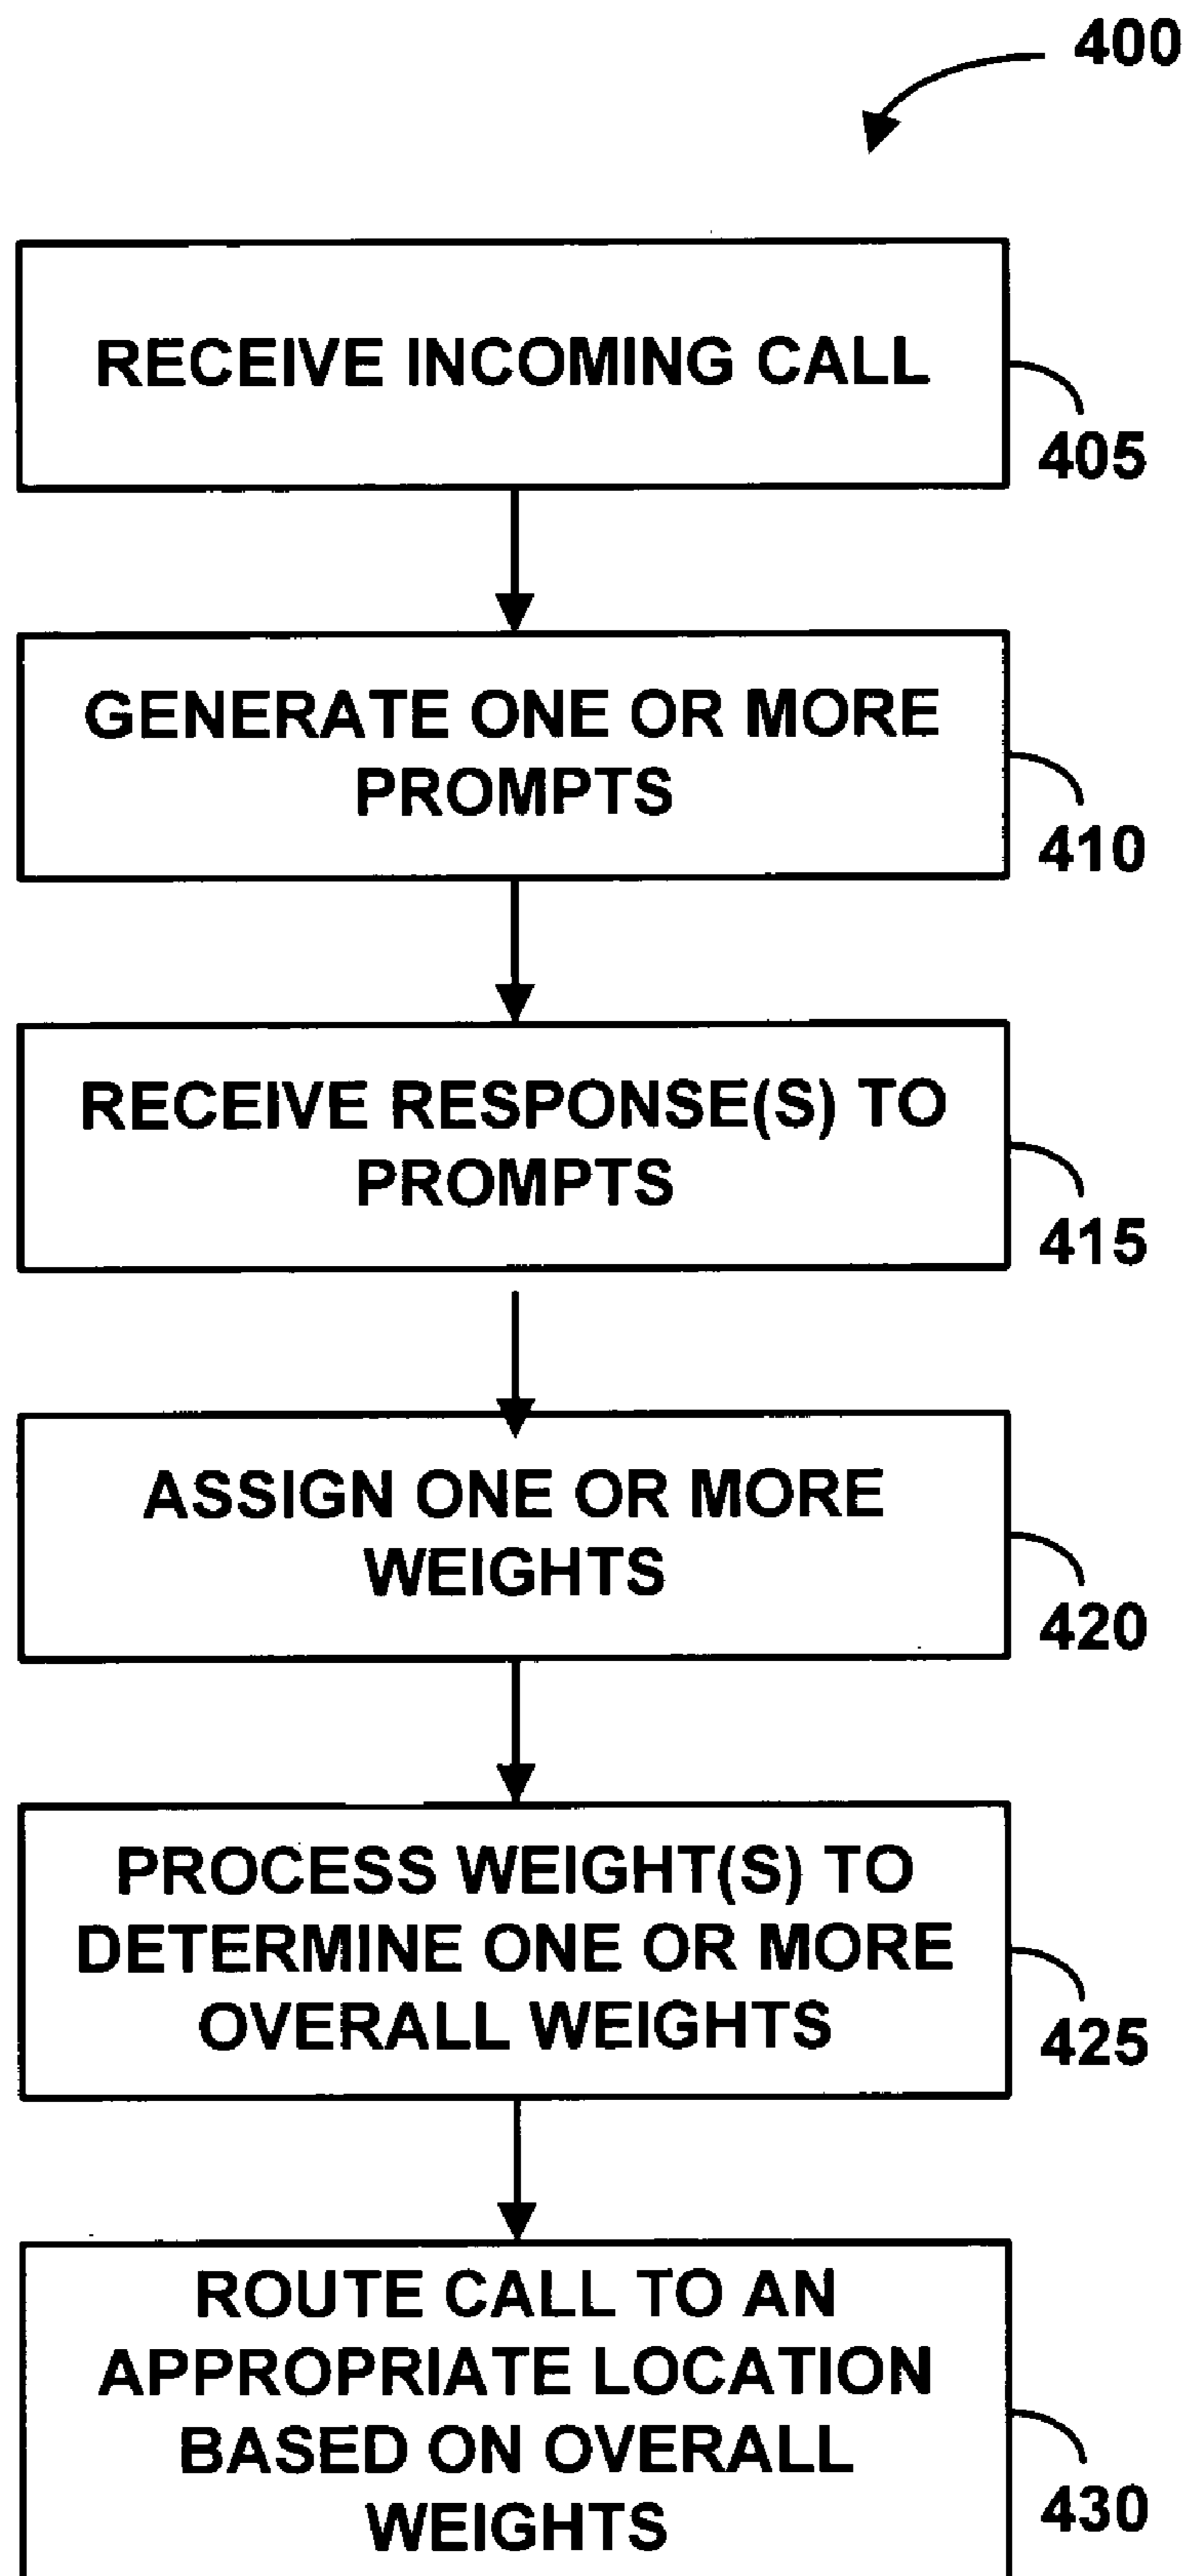 400
RECEIVE INCOMING CALL
405
GENERATE ONE OR MORE
PROMPTS
410
RECEIVE RESPONSE(S) TO
PROMPTS
415
ASSIGN ONE OR MORE
WEIGHTS
420
PROCESS WEIGHT(S) TO
DETERMINE ONE OR MORE
OVERALL WEIGHTS
425
ROUTE CALL TO AN
APPROPRIATE LOCATION
BASED ON OVERALL
WEIGHTS
430